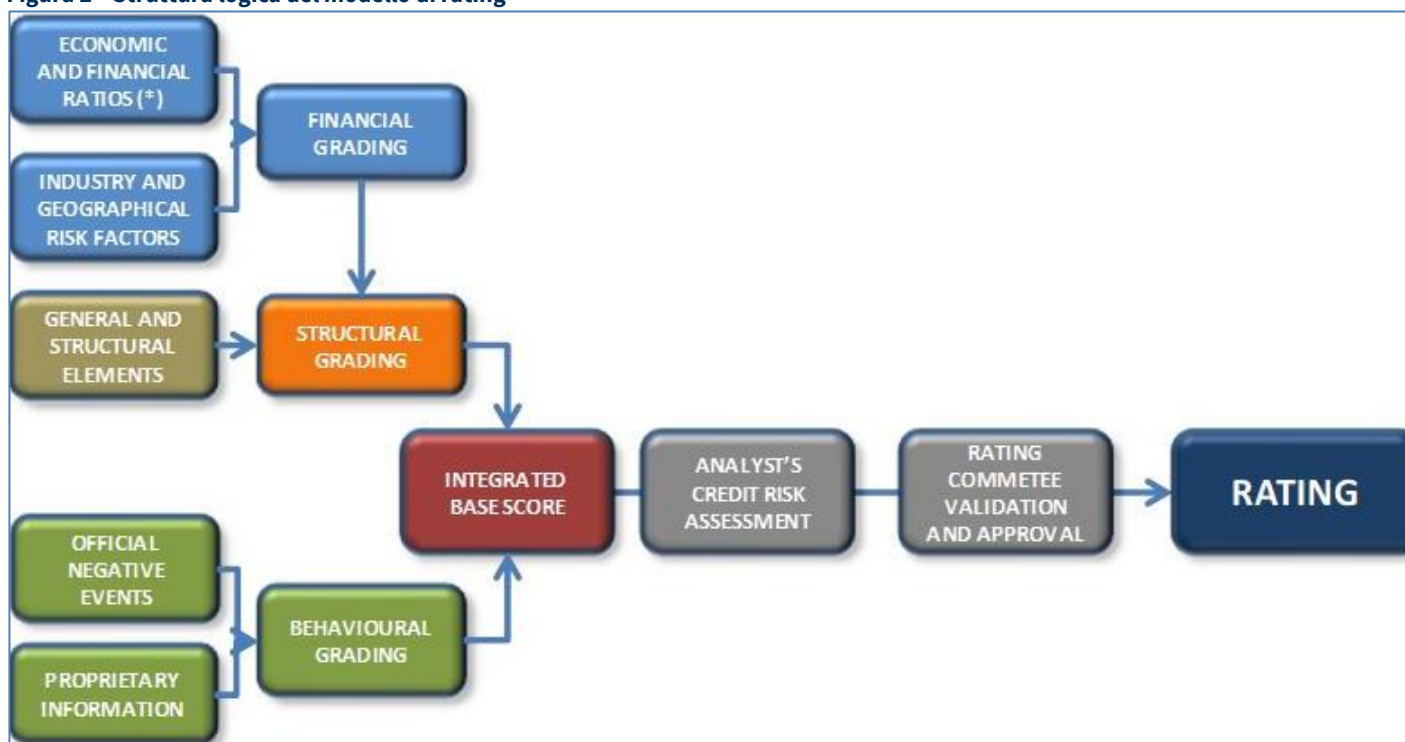 Figura 2 - Struttura logica del modello di rating
ECONOMIC
AND FINANCIAL
RATIOS (*)
FINANCIAL
GRADING
INDUSTRY AND
GEOGRAPHICAL
RISK FACTORS
GENERAL AND
STRUCTURAL
ELEMENTS
STRUCTURAL
GRADING
INTEGRATED
BASE SCORE
ANALYST'S
CREDIT RISK
ASSESSMENT
RATING
COMMETEE
VALIDATION
AND APPROVAL
RATING
OFFICIAL
NEGATIVE
EVENTS
BEHAVIOURAL
GRADING
PROPRIETARY
INFORMATION